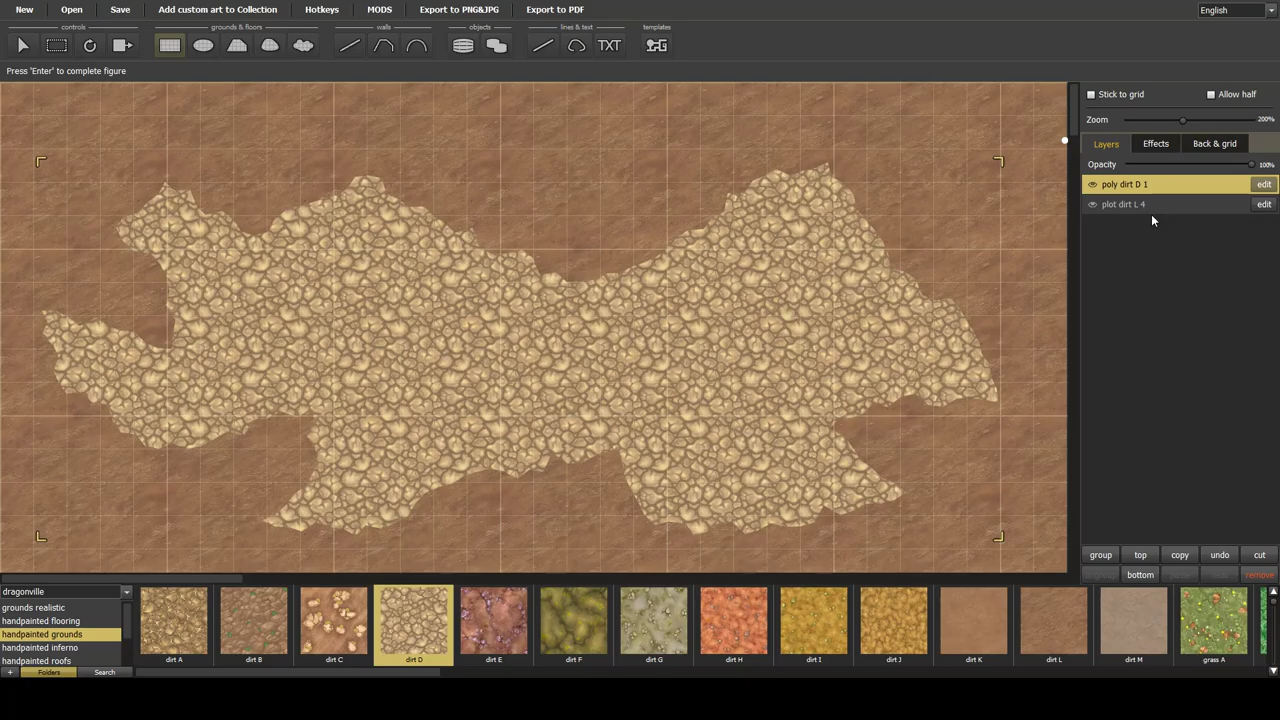 New Open Save Add custom art to Collection Hotkeys MODS Export to PNG&JPG Export to PDF English
controls grounds & floors walls objects lines & text templates
TXT
Press 'Enter' to complete figure
Stick to grid Allow half
Zoom 200%
Layers Effects Back & grid
Opacity 100%
poly dirt D 1 edit
plot dirt L 4 edit
group top copy undo cut
bottom remove
dragonville
grounds realistic
handpainted flooring
handpainted grounds
handpainted inferno
handpainted roofs
dirt A dirt B dirt C dirt D dirt E dirt F dirt G dirt H dirt I dirt J dirt K dirt L dirt M grass A
+ Folders Search